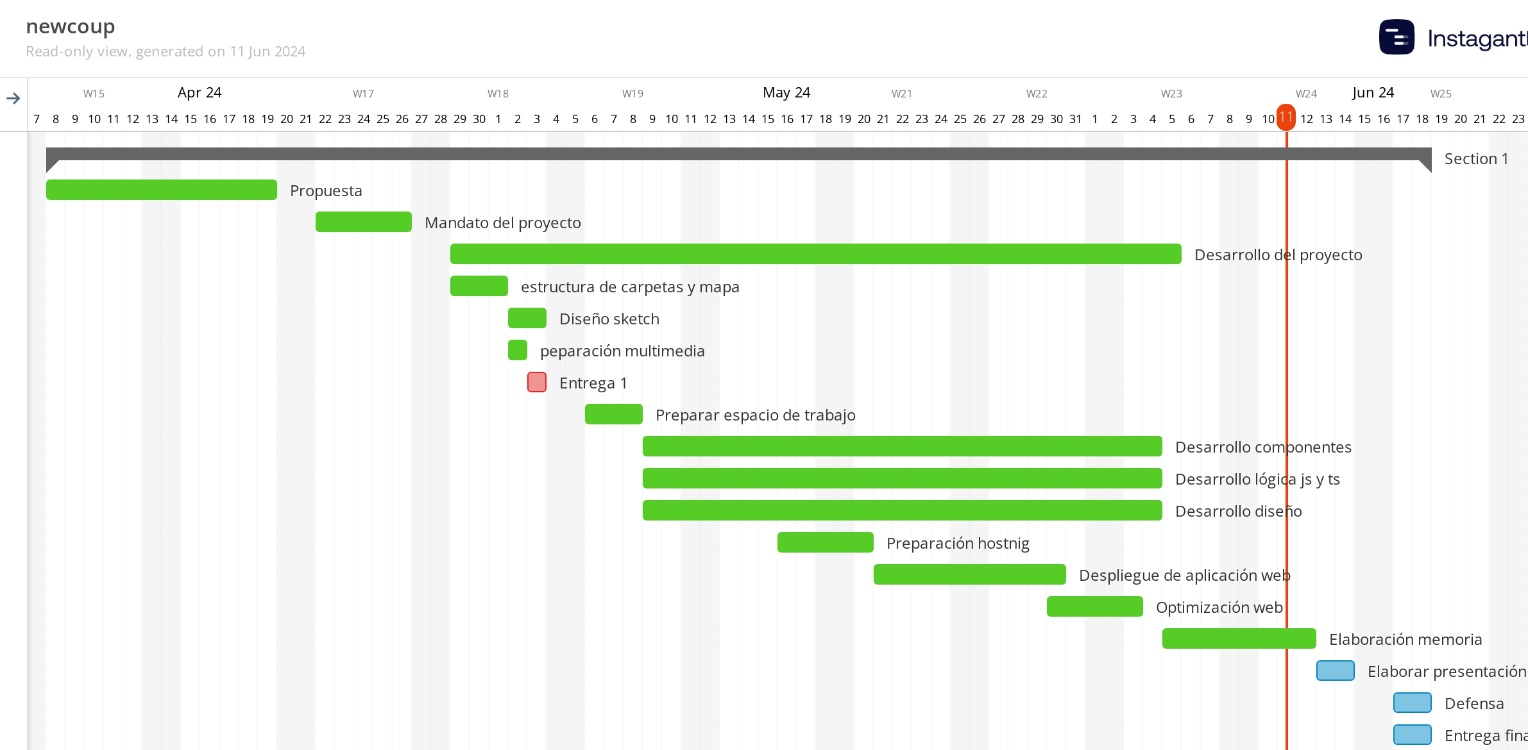 newcoup
Read-only view, generated on 11 Jun 2024
Instagant
W15 Apr 24 W17 W18 W19 May 24 W21 W22 W23 W24 Jun 24 W25
7 8 9 10 11 12 13 14 15 16 17 18 19 20 21 22 23 24 25 26 27 28 29 30 1 2 3 4 5 6 7 8 9 10 11 12 13 14 15 16 17 18 19 20 21 22 23 24 25 26 27 28 29 30 31 1 2 3 4 5 6 7 8 9 10 11 12 13 14 15 16 17 18 19 20 21 22 23
Section 1
Propuesta
Mandato del proyecto
Desarrollo del proyecto
estructura de carpetas y mapa
Diseño sketch
peparación multimedia
Entrega 1
Preparar espacio de trabajo
Desarrollo componentes
Desarrollo lógica js y ts
Desarrollo diseño
Preparación hostnig
Despliegue de aplicación web
Optimización web
Elaboración memoria
Elaborar presentación
Defensa
Entrega fina